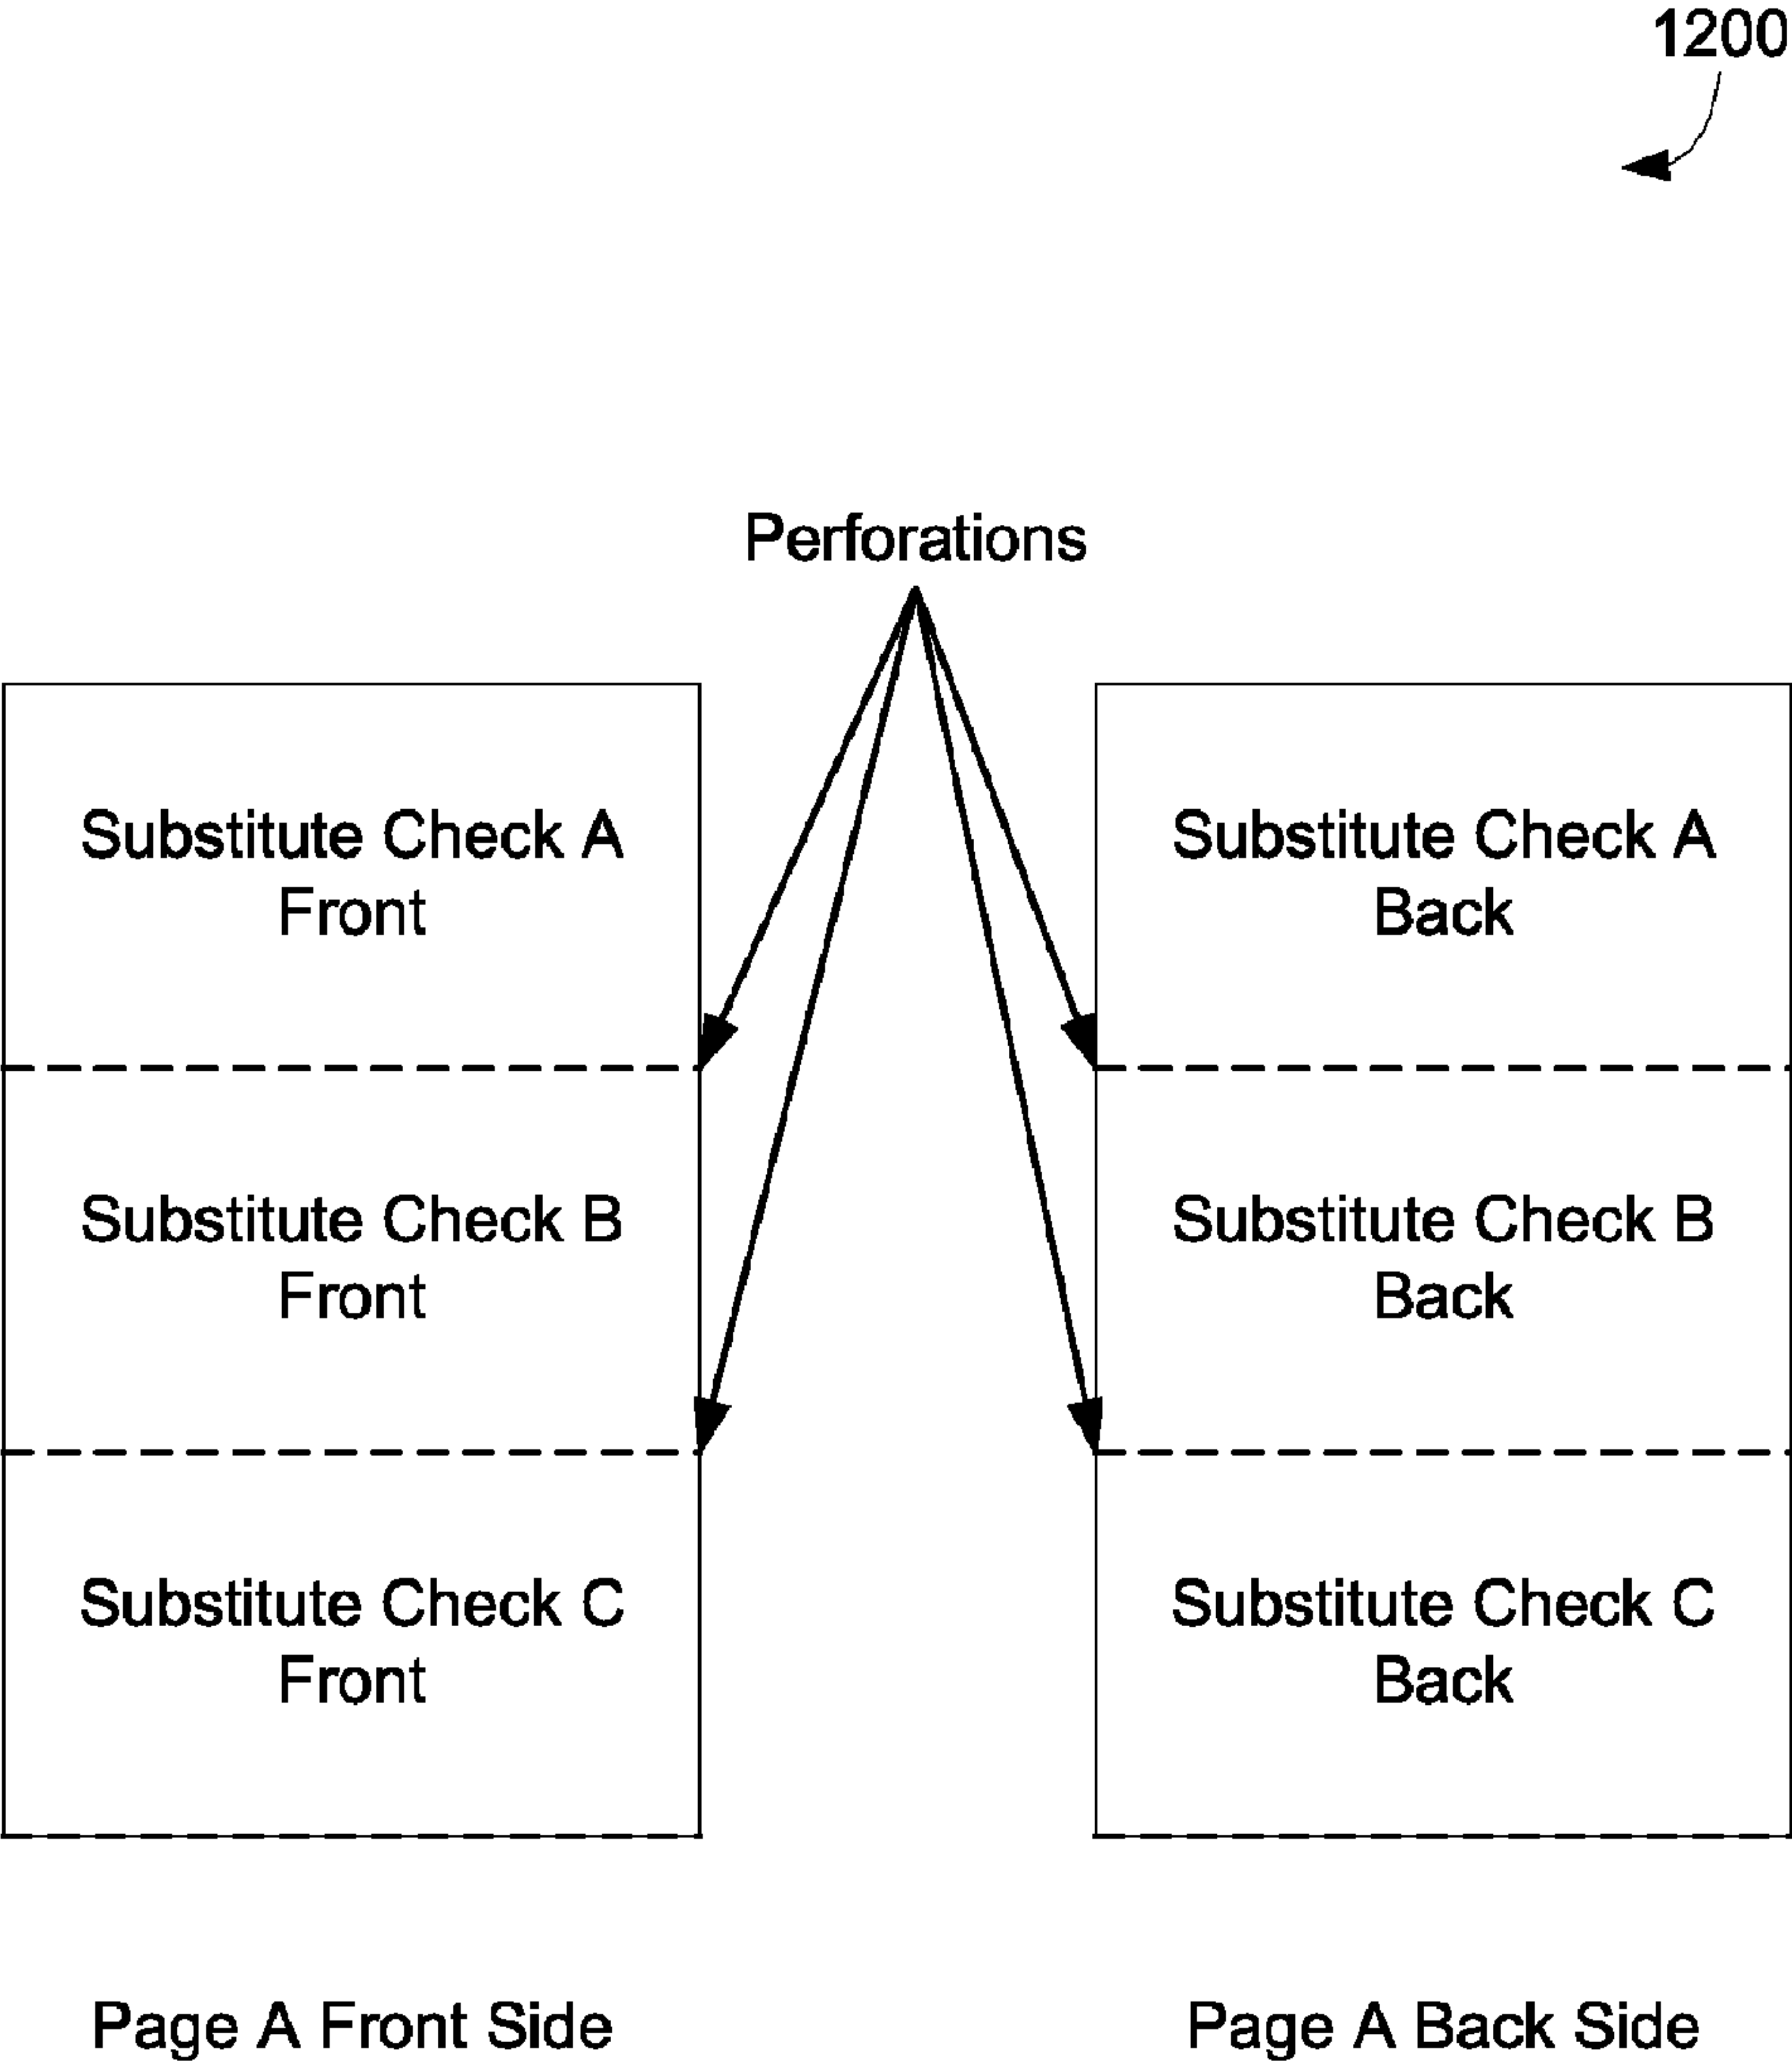 1200
Perforations
Substitute Check A
Front
Substitute Check B
Front
Substitute Check C
Front
Page A Front Side
Substitute Check A
Back
Substitute Check B
Back
Substitute Check C
Back
Page A Back Side